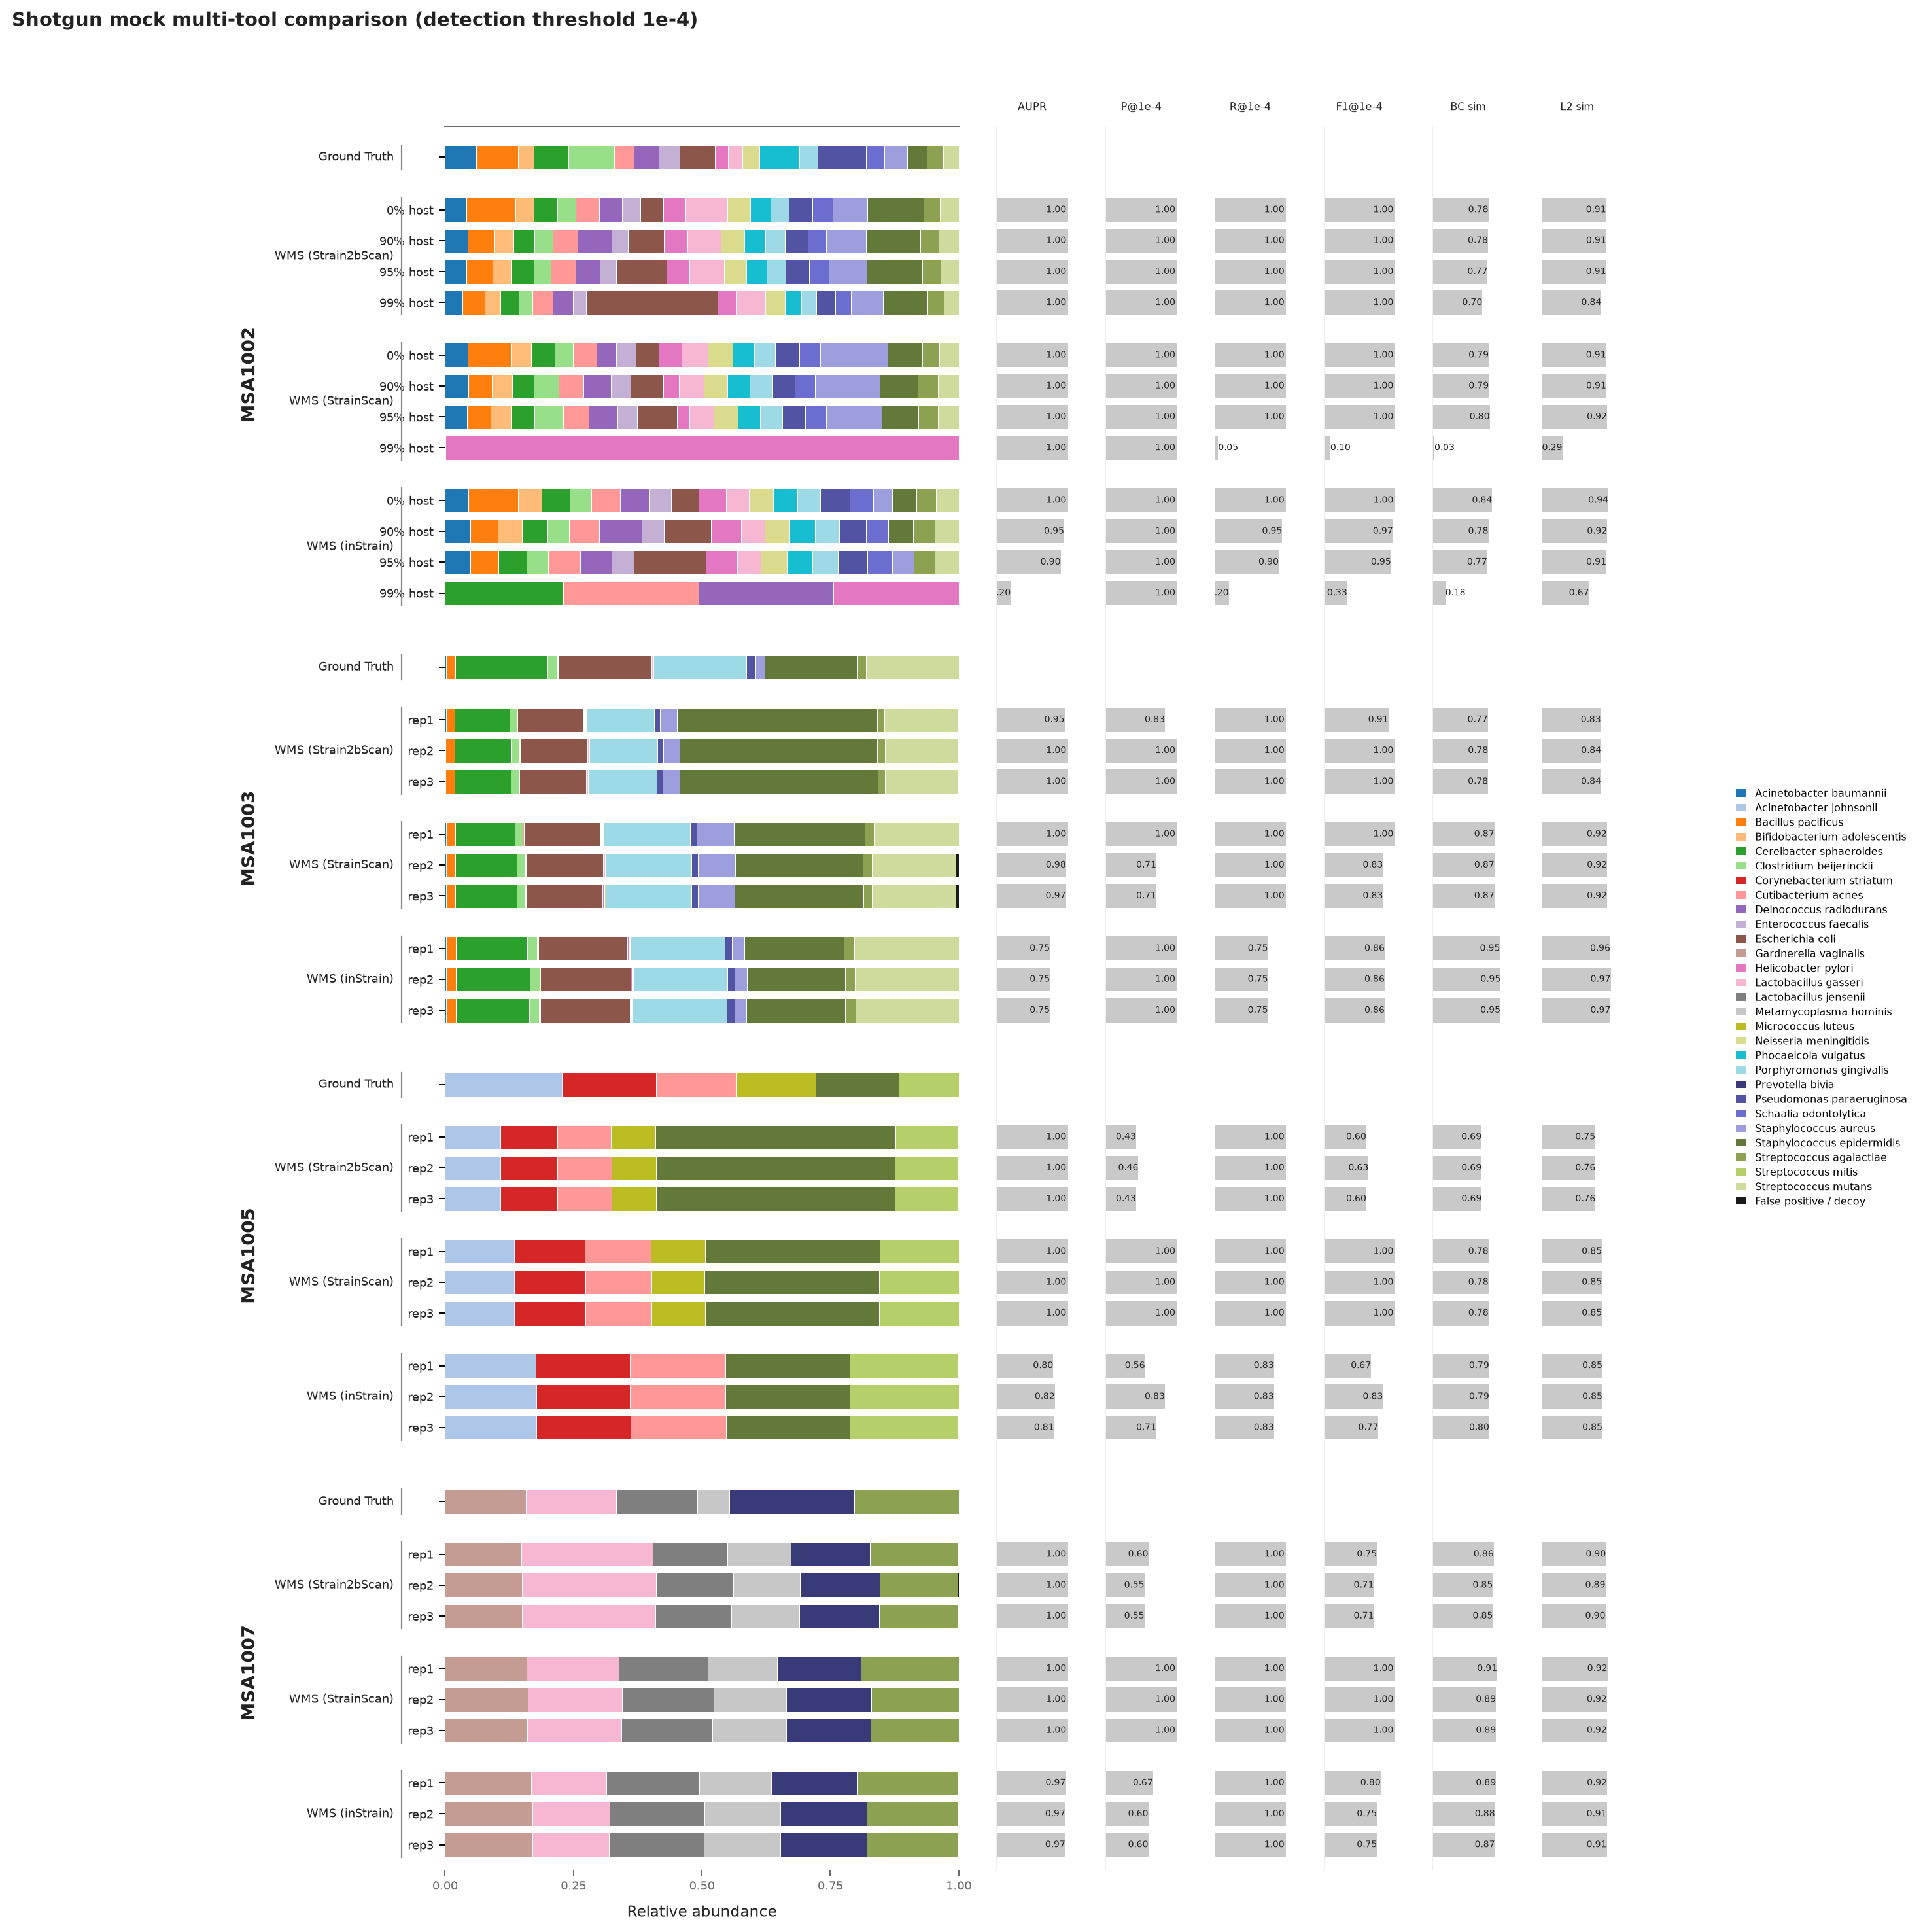 Shotgun mock multi-tool comparison (detection threshold 1e-4)
AUPR P@1e-4 R@1e-4 F1@1e-4 BC sim L2 sim
MSA1002
Ground Truth
WMS (Strain2bScan)
0% host 1.00 1.00 1.00 1.00 0.78 0.91
90% host 1.00 1.00 1.00 1.00 0.78 0.91
95% host 1.00 1.00 1.00 1.00 0.77 0.91
99% host 1.00 1.00 1.00 1.00 0.70 0.84
WMS (StrainScan)
0% host 1.00 1.00 1.00 1.00 0.79 0.91
90% host 1.00 1.00 1.00 1.00 0.79 0.91
95% host 1.00 1.00 1.00 1.00 0.80 0.92
99% host 1.00 1.00 0.05 0.10 0.03 0.29
WMS (inStrain)
0% host 1.00 1.00 1.00 1.00 0.84 0.94
90% host 0.95 1.00 0.95 0.97 0.78 0.92
95% host 0.90 1.00 0.90 0.95 0.77 0.91
99% host .20 1.00 .20 0.33 0.18 0.67
MSA1003
Ground Truth
WMS (Strain2bScan)
rep1 0.95 0.83 1.00 0.91 0.77 0.83
rep2 1.00 1.00 1.00 1.00 0.78 0.84
rep3 1.00 1.00 1.00 1.00 0.78 0.84
WMS (StrainScan)
rep1 1.00 1.00 1.00 1.00 0.87 0.92
rep2 0.98 0.71 1.00 0.83 0.87 0.92
rep3 0.97 0.71 1.00 0.83 0.87 0.92
WMS (inStrain)
rep1 0.75 1.00 0.75 0.86 0.95 0.96
rep2 0.75 1.00 0.75 0.86 0.95 0.97
rep3 0.75 1.00 0.75 0.86 0.95 0.97
MSA1005
Ground Truth
WMS (Strain2bScan)
rep1 1.00 0.43 1.00 0.60 0.69 0.75
rep2 1.00 0.46 1.00 0.63 0.69 0.76
rep3 1.00 0.43 1.00 0.60 0.69 0.76
WMS (StrainScan)
rep1 1.00 1.00 1.00 1.00 0.78 0.85
rep2 1.00 1.00 1.00 1.00 0.78 0.85
rep3 1.00 1.00 1.00 1.00 0.78 0.85
WMS (inStrain)
rep1 0.80 0.56 0.83 0.67 0.79 0.85
rep2 0.82 0.83 0.83 0.83 0.79 0.85
rep3 0.81 0.71 0.83 0.77 0.80 0.85
MSA1007
Ground Truth
WMS (Strain2bScan)
rep1 1.00 0.60 1.00 0.75 0.86 0.90
rep2 1.00 0.55 1.00 0.71 0.85 0.89
rep3 1.00 0.55 1.00 0.71 0.85 0.90
WMS (StrainScan)
rep1 1.00 1.00 1.00 1.00 0.91 0.92
rep2 1.00 1.00 1.00 1.00 0.89 0.92
rep3 1.00 1.00 1.00 1.00 0.89 0.92
WMS (inStrain)
rep1 0.97 0.67 1.00 0.80 0.89 0.92
rep2 0.97 0.60 1.00 0.75 0.88 0.91
rep3 0.97 0.60 1.00 0.75 0.87 0.91
0.00 0.25 0.50 0.75 1.00
Relative abundance
Acinetobacter baumannii
Acinetobacter johnsonii
Bacillus pacificus
Bifidobacterium adolescentis
Cereibacter sphaeroides
Clostridium beijerinckii
Corynebacterium striatum
Cutibacterium acnes
Deinococcus radiodurans
Enterococcus faecalis
Escherichia coli
Gardnerella vaginalis
Helicobacter pylori
Lactobacillus gasseri
Lactobacillus jensenii
Metamycoplasma hominis
Micrococcus luteus
Neisseria meningitidis
Phocaeicola vulgatus
Porphyromonas gingivalis
Prevotella bivia
Pseudomonas paraeruginosa
Schaalia odontolytica
Staphylococcus aureus
Staphylococcus epidermidis
Streptococcus agalactiae
Streptococcus mitis
Streptococcus mutans
False positive / decoy